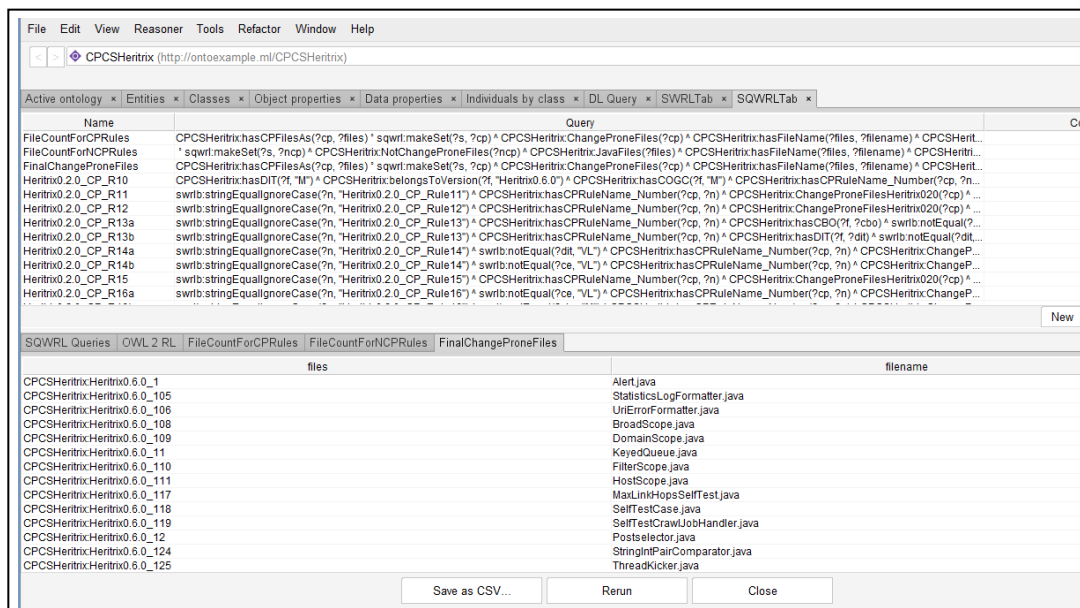 File Edit View Reasoner Tools Refactor Window Help
< > CPCSHeritrix (http://ontoexample.ml/CPCSHeritrix)
Active ontology × Entities × Classes × Object properties × Data properties × Individuals by class × DL Query × SWRLTab × SQWRLTab ×
Name Query Co
FileCountForCPRules CPCSHeritrix:hasCPFilesAs(?cp, ?files) ˚ sqwrl:makeSet(?s, ?cp) ^ CPCSHeritrix:ChangeProneFiles(?cp) ^ CPCSHeritrix:hasFileName(?files, ?filename) ^ CPCSHerit...
FileCountForNCPRules ˚ sqwrl:makeSet(?s, ?ncp) ^ CPCSHeritrix:NotChangeProneFiles(?ncp) ^ CPCSHeritrix:JavaFiles(?files) ^ CPCSHeritrix:hasFileName(?files, ?filename) ^ CPCSHeritri...
FinalChangeProneFiles CPCSHeritrix:hasCPFilesAs(?cp, ?files) ˚ sqwrl:makeSet(?s, ?cp) ^ CPCSHeritrix:ChangeProneFiles(?cp) ^ CPCSHeritrix:hasFileName(?files, ?filename) ^ CPCSHerit...
Heritrix0.2.0_CP_R10 CPCSHeritrix:hasDIT(?f, "M") ^ CPCSHeritrix:belongsToVersion(?f, "Heritrix0.6.0") ^ CPCSHeritrix:hasCOGC(?f, "M") ^ CPCSHeritrix:hasCPRuleName_Number(?cp, ?n...
Heritrix0.2.0_CP_R11 swrlb:stringEqualIgnoreCase(?n, "Heritrix0.2.0_CP_Rule11") ^ CPCSHeritrix:hasCPRuleName_Number(?cp, ?n) ^ CPCSHeritrix:ChangeProneFilesHeritrix020(?cp) ^ ...
Heritrix0.2.0_CP_R12 swrlb:stringEqualIgnoreCase(?n, "Heritrix0.2.0_CP_Rule12") ^ CPCSHeritrix:hasCPRuleName_Number(?cp, ?n) ^ CPCSHeritrix:ChangeProneFilesHeritrix020(?cp) ^ ...
Heritrix0.2.0_CP_R13a swrlb:stringEqualIgnoreCase(?n, "Heritrix0.2.0_CP_Rule13") ^ CPCSHeritrix:hasCPRuleName_Number(?cp, ?n) ^ CPCSHeritrix:hasCBO(?f, ?cbo) ^ swrlb:notEqual(?...
Heritrix0.2.0_CP_R13b swrlb:stringEqualIgnoreCase(?n, "Heritrix0.2.0_CP_Rule13") ^ CPCSHeritrix:hasCPRuleName_Number(?cp, ?n) ^ CPCSHeritrix:hasDIT(?f, ?dit) ^ swrlb:notEqual(?dit,...
Heritrix0.2.0_CP_R14a swrlb:stringEqualIgnoreCase(?n, "Heritrix0.2.0_CP_Rule14") ^ swrlb:notEqual(?dit, "VL") ^ CPCSHeritrix:hasCPRuleName_Number(?cp, ?n) ^ CPCSHeritrix:ChangeP...
Heritrix0.2.0_CP_R14b swrlb:stringEqualIgnoreCase(?n, "Heritrix0.2.0_CP_Rule14") ^ swrlb:notEqual(?ce, "VL") ^ CPCSHeritrix:hasCPRuleName_Number(?cp, ?n) ^ CPCSHeritrix:ChangeP...
Heritrix0.2.0_CP_R15 swrlb:stringEqualIgnoreCase(?n, "Heritrix0.2.0_CP_Rule15") ^ CPCSHeritrix:hasCPRuleName_Number(?cp, ?n) ^ CPCSHeritrix:ChangeProneFilesHeritrix020(?cp) ^ ...
Heritrix0.2.0_CP_R16a swrlb:stringEqualIgnoreCase(?n, "Heritrix0.2.0_CP_Rule16") ^ swrlb:notEqual(?ce, "VL") ^ CPCSHeritrix:hasCPRuleName_Number(?cp, ?n) ^ CPCSHeritrix:ChangeP...
New
SQWRL Queries OWL 2 RL FileCountForCPRules FileCountForNCPRules FinalChangeProneFiles
files filename
CPCSHeritrix:Heritrix0.6.0_1 Alert.java
CPCSHeritrix:Heritrix0.6.0_105 StatisticsLogFormatter.java
CPCSHeritrix:Heritrix0.6.0_106 UriErrorFormatter.java
CPCSHeritrix:Heritrix0.6.0_108 BroadScope.java
CPCSHeritrix:Heritrix0.6.0_109 DomainScope.java
CPCSHeritrix:Heritrix0.6.0_11 KeyedQueue.java
CPCSHeritrix:Heritrix0.6.0_110 FilterScope.java
CPCSHeritrix:Heritrix0.6.0_111 HostScope.java
CPCSHeritrix:Heritrix0.6.0_117 MaxLinkHopsSelfTest.java
CPCSHeritrix:Heritrix0.6.0_118 SelfTestCase.java
CPCSHeritrix:Heritrix0.6.0_119 SelfTestCrawlJobHandler.java
CPCSHeritrix:Heritrix0.6.0_12 Postselector.java
CPCSHeritrix:Heritrix0.6.0_124 StringIntPairComparator.java
CPCSHeritrix:Heritrix0.6.0_125 ThreadKicker.java
Save as CSV... Rerun Close